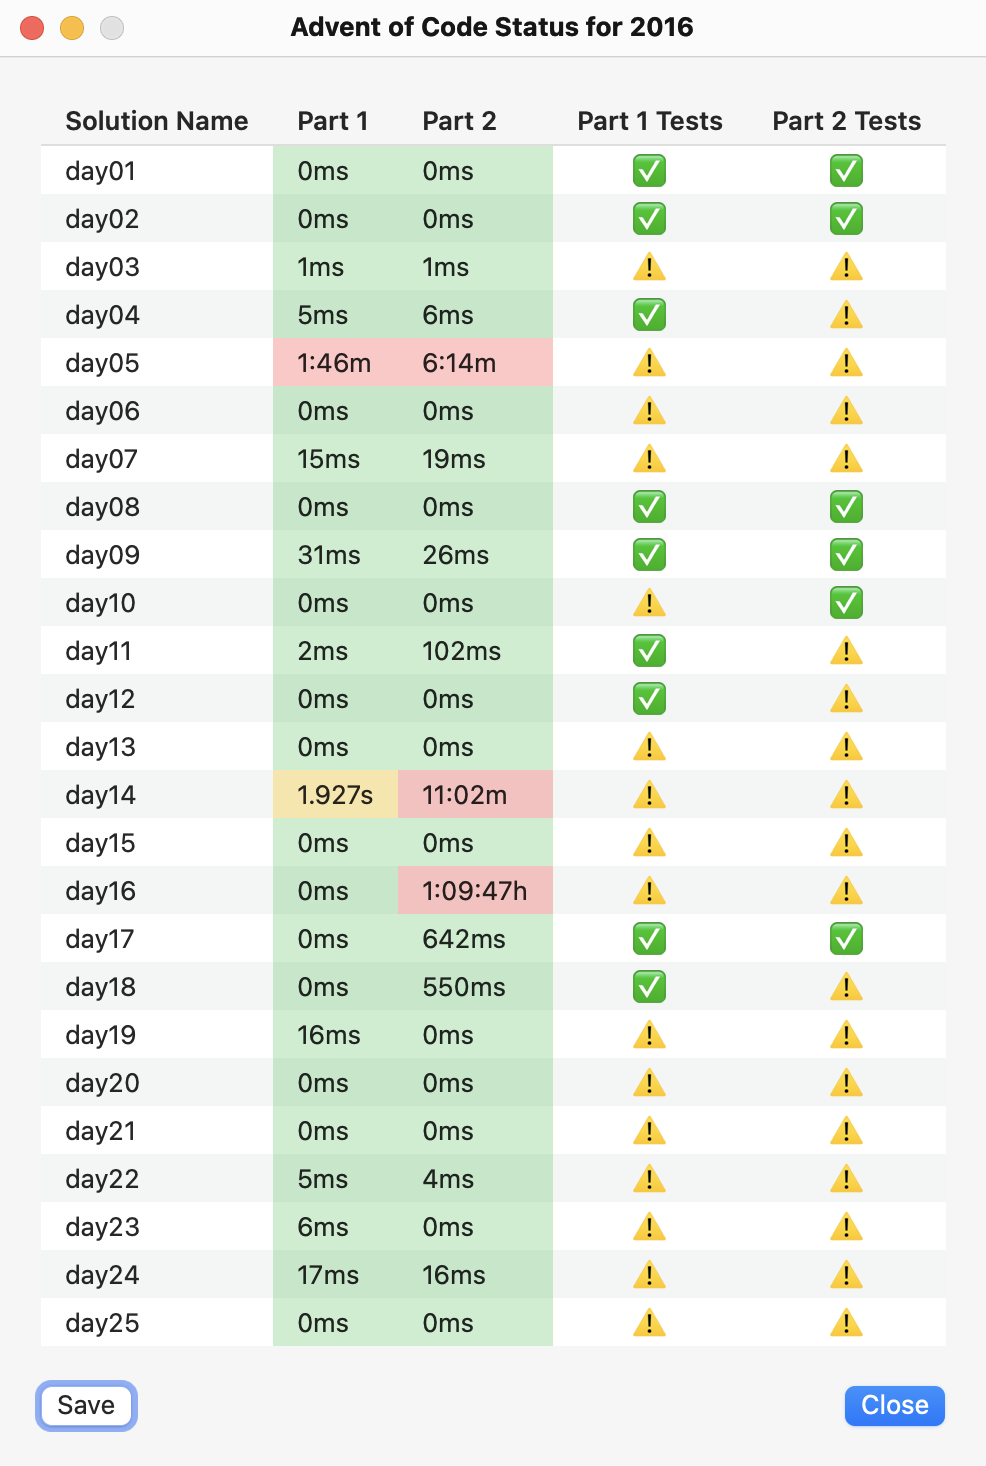 Advent of Code Status for 2016
Solution Name Part 1 Part 2 Part 1 Tests Part 2 Tests
day01 0ms 0ms ✅ ✅
day02 0ms 0ms ✅ ✅
day03 1ms 1ms ⚠️ ⚠️
day04 5ms 6ms ✅ ⚠️
day05 1:46m 6:14m ⚠️ ⚠️
day06 0ms 0ms ⚠️ ⚠️
day07 15ms 19ms ⚠️ ⚠️
day08 0ms 0ms ✅ ✅
day09 31ms 26ms ✅ ✅
day10 0ms 0ms ⚠️ ✅
day11 2ms 102ms ✅ ⚠️
day12 0ms 0ms ✅ ⚠️
day13 0ms 0ms ⚠️ ⚠️
day14 1.927s 11:02m ⚠️ ⚠️
day15 0ms 0ms ⚠️ ⚠️
day16 0ms 1:09:47h ⚠️ ⚠️
day17 0ms 642ms ✅ ✅
day18 0ms 550ms ✅ ⚠️
day19 16ms 0ms ⚠️ ⚠️
day20 0ms 0ms ⚠️ ⚠️
day21 0ms 0ms ⚠️ ⚠️
day22 5ms 4ms ⚠️ ⚠️
day23 6ms 0ms ⚠️ ⚠️
day24 17ms 16ms ⚠️ ⚠️
day25 0ms 0ms ⚠️ ⚠️
Save Close